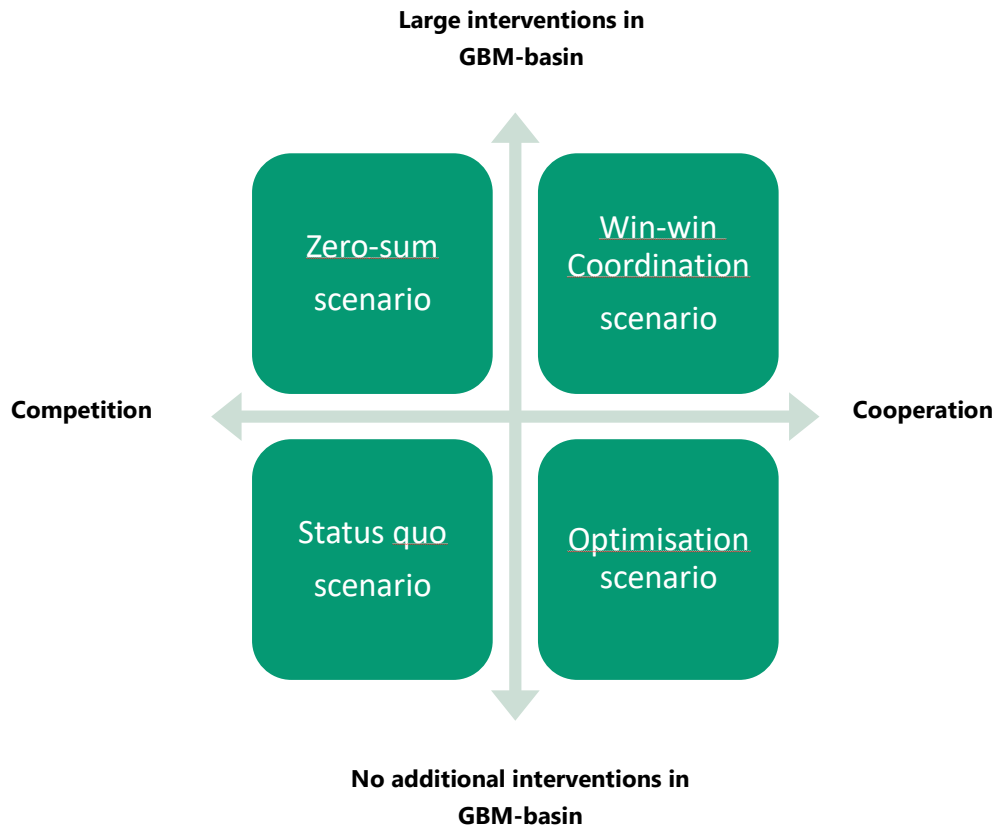 Large interventions in
GBM-basin
Zero-sum
scenario
Win-win
Coordination
scenario
Competition
Cooperation
Status quo
scenario
Optimisation
scenario
No additional interventions in
GBM-basin